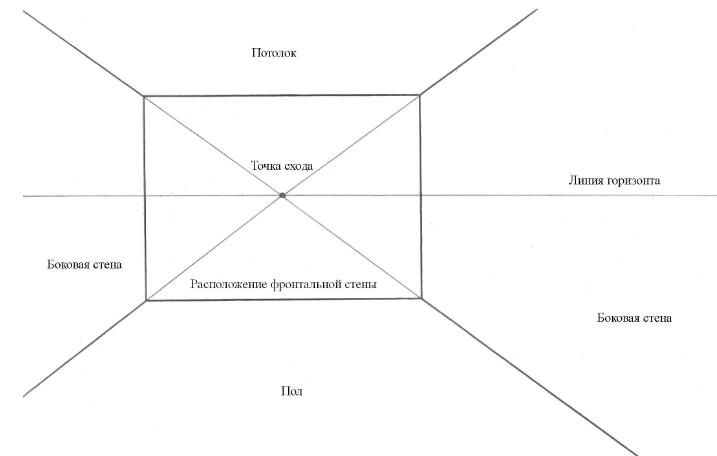 Потолок
Точка схода
Линия горизонта
Боковая стена
Расположение фронтальной стены
Боковая стена
Пол